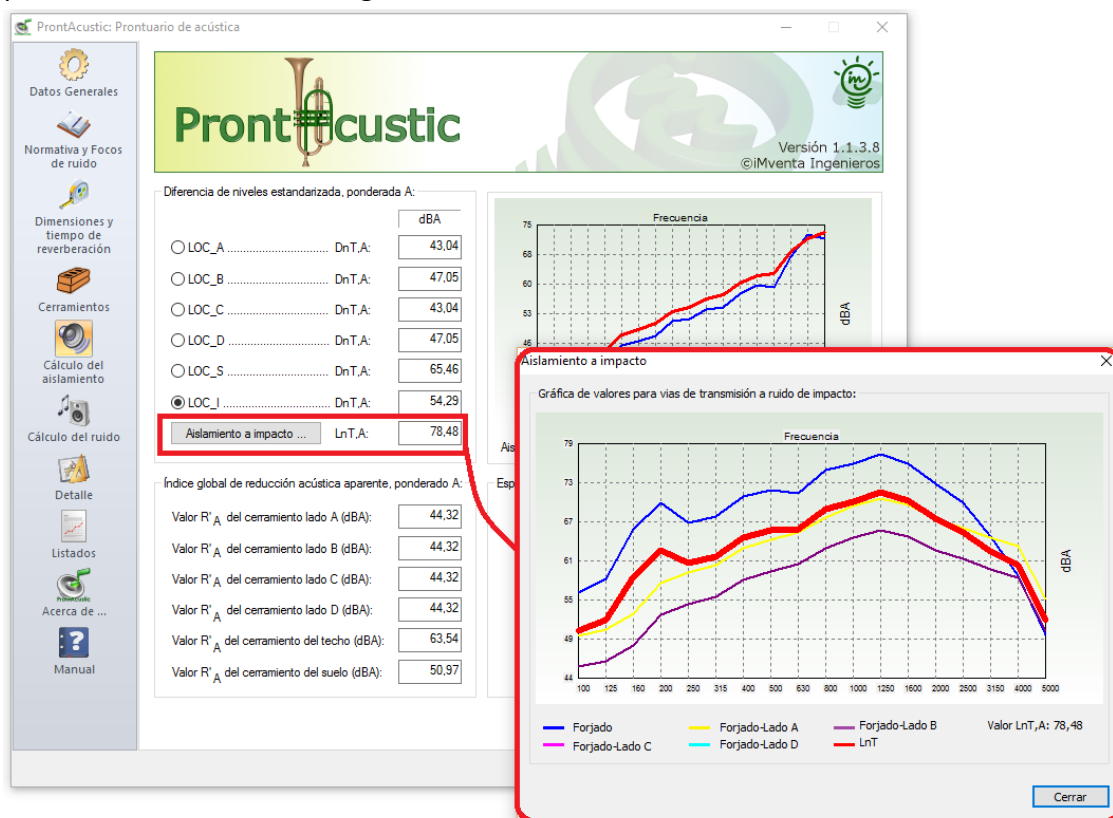 ProntAcustic: Prontuario de acústica
Datos Generales
Normativa y Focos
de ruido
Dimensiones y
tiempo de
reverberación
Cerramientos
Cálculo del
aislamiento
Cálculo del ruido
Detalle
Listados
Acerca de ...
Manual
ProntAcustic
Versión 1.1.3.8
©iMventa Ingenieros
Diferencia de niveles estandarizada, ponderada A:
dBA
LOC_A .............................. DnT,A: 43,04
LOC_B .............................. DnT,A: 47,05
LOC_C .............................. DnT,A: 43,04
LOC_D .............................. DnT,A: 47,05
LOC_S .............................. DnT,A: 65,46
LOC_I .............................. DnT,A: 54,29
Aislamiento a impacto ... LnT,A: 78,48
Índice global de reducción acústica aparente, ponderado A:
Valor R'A del cerramiento lado A (dBA): 44,32
Valor R'A del cerramiento lado B (dBA): 44,32
Valor R'A del cerramiento lado C (dBA): 44,32
Valor R'A del cerramiento lado D (dBA): 44,32
Valor R'A del cerramiento del techo (dBA): 63,54
Valor R'A del cerramiento del suelo (dBA): 50,97
Frecuencia
75
68
60
53
46
dBA
Ais
Esp
Aislamiento a impacto
Gráfica de valores para vias de transmisión a ruido de impacto:
Frecuencia
79
73
67
61
55
49
44
dBA
100 125 160 200 250 315 400 500 630 800 1000 1250 1600 2000 2500 3150 4000 5000
Forjado Forjado-Lado A Forjado-Lado B Valor LnT,A: 78,48
Forjado-Lado C Forjado-Lado D LnT
Cerrar